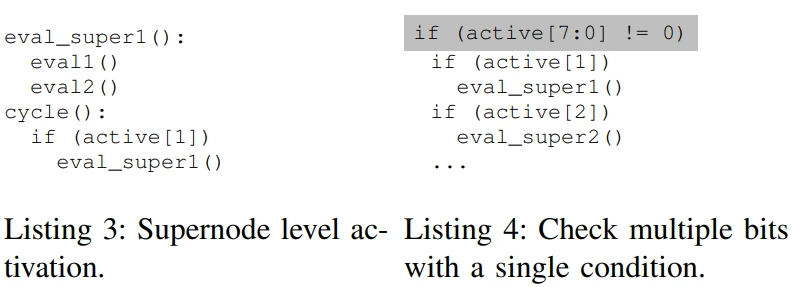 eval_super1():
eval1()
eval2()
cycle():
if (active[1])
eval_super1()
Listing 3: Supernode level ac-
tivation.
if (active[7:0] != 0)
if (active[1])
eval_super1()
if (active[2])
eval_super2()
...
Listing 4: Check multiple bits
with a single condition.